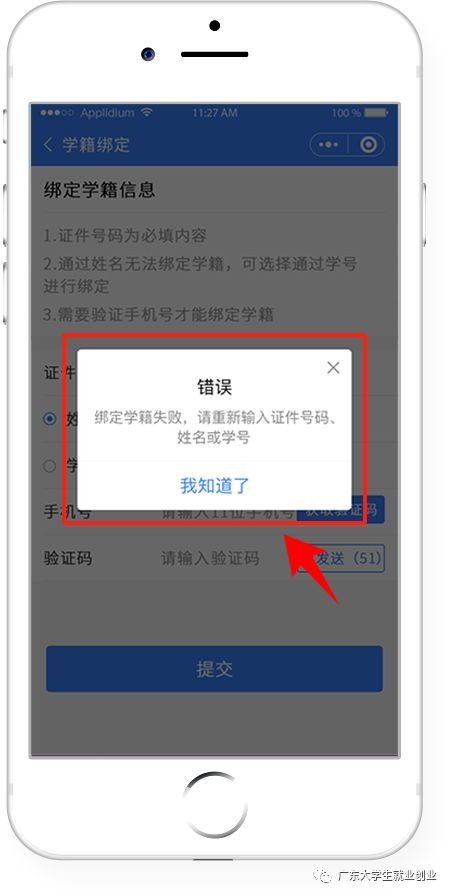 Applidium 11:27 AM 100 %
学籍绑定
绑定学籍信息
1.证件号码为必填内容
2.通过姓名无法绑定学籍，可选择通过学号
进行绑定
3.需要验证手机号才能绑定学籍
证件
姓
学
错误
绑定学籍失败，请重新输入证件号码、
姓名或学号
我知道了
手机号 请输入11位手机号 获取验证码
验证码 请输入验证码 发送（51）
提交
广东大学生就业创业